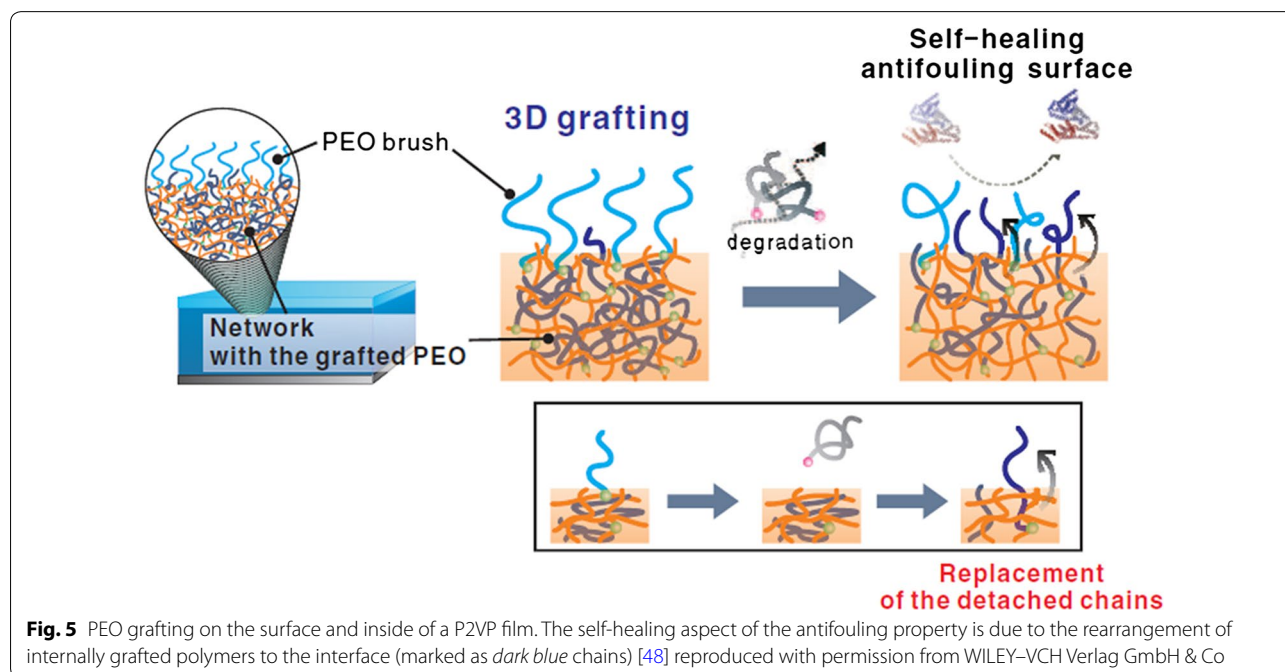 Self-healing
antifouling surface
3D grafting
PEO brush
degradation
Network
with the grafted PEO
Replacement
of the detached chains
Fig. 5 PEO grafting on the surface and inside of a P2VP film. The self-healing aspect of the antifouling property is due to the rearrangement of
internally grafted polymers to the interface (marked as dark blue chains) [48] reproduced with permission from WILEY–VCH Verlag GmbH & Co